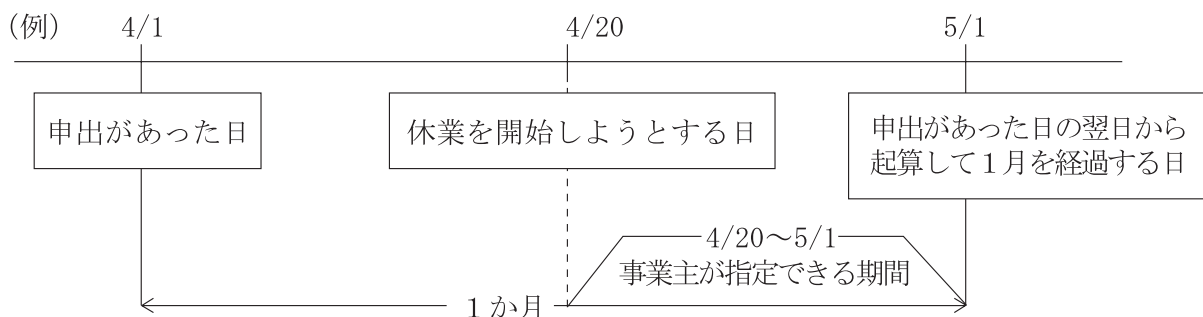 (例) 4/1 4/20 5/1
申出があった日
休業を開始しようとする日
申出があった日の翌日から
起算して1月を経過する日
4/20～5/1
事業主が指定できる期間
1か月